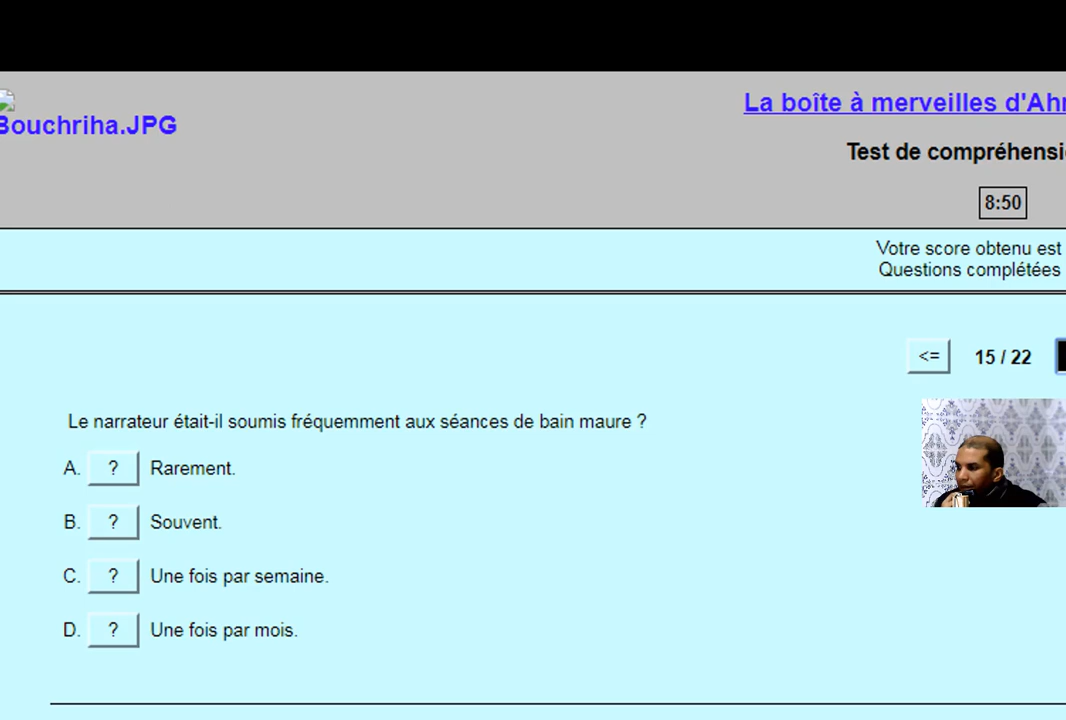 La boîte à merveilles d'Ah
Bouchriha.JPG
Test de compréhensi
8:50
Votre score obtenu est
Questions complétées
<= 15 / 22
Le narrateur était-il soumis fréquemment aux séances de bain maure ?
A. ? Rarement.
B. ? Souvent.
C. ? Une fois par semaine.
D. ? Une fois par mois.